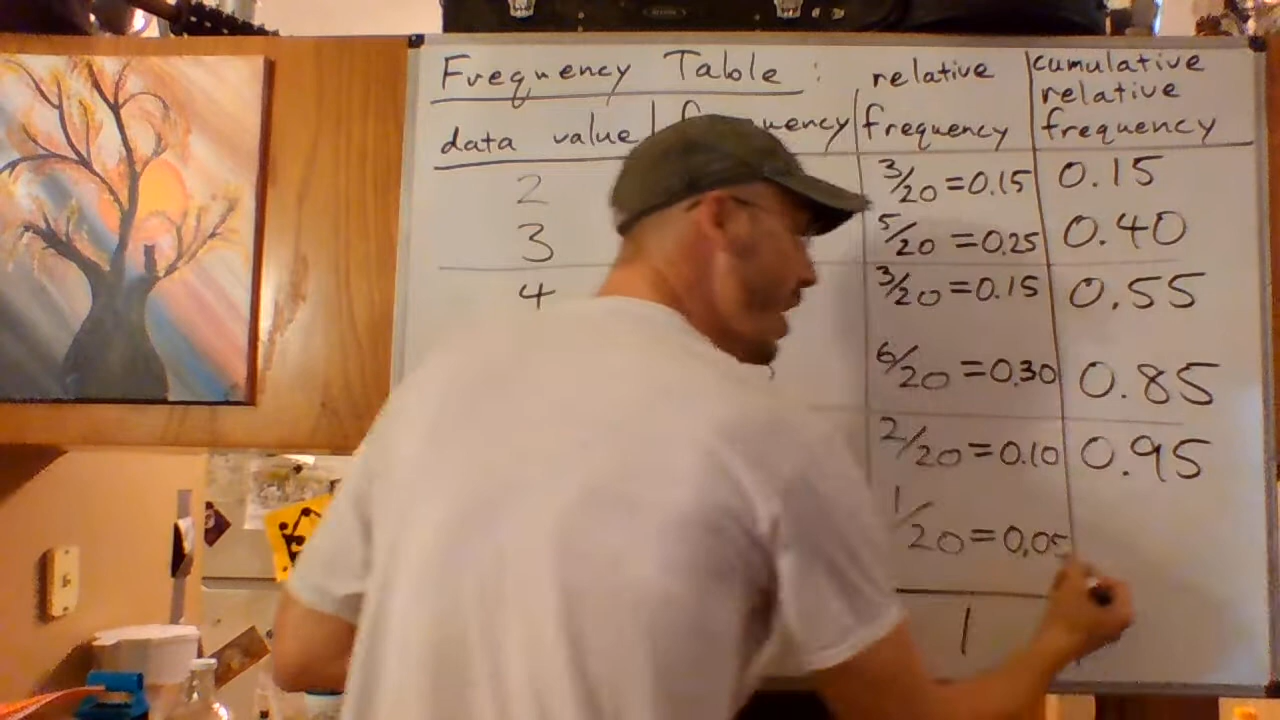 Frequency Table : relative cumulative relative
data value frequency frequency
2 3/20 =0.15 0.15
3 5/20 =0.25 0.40
4 3/20 =0.15 0.55
6/20 =0.30 0.85
2/20 =0.10 0.95
1/20 =0.05
1